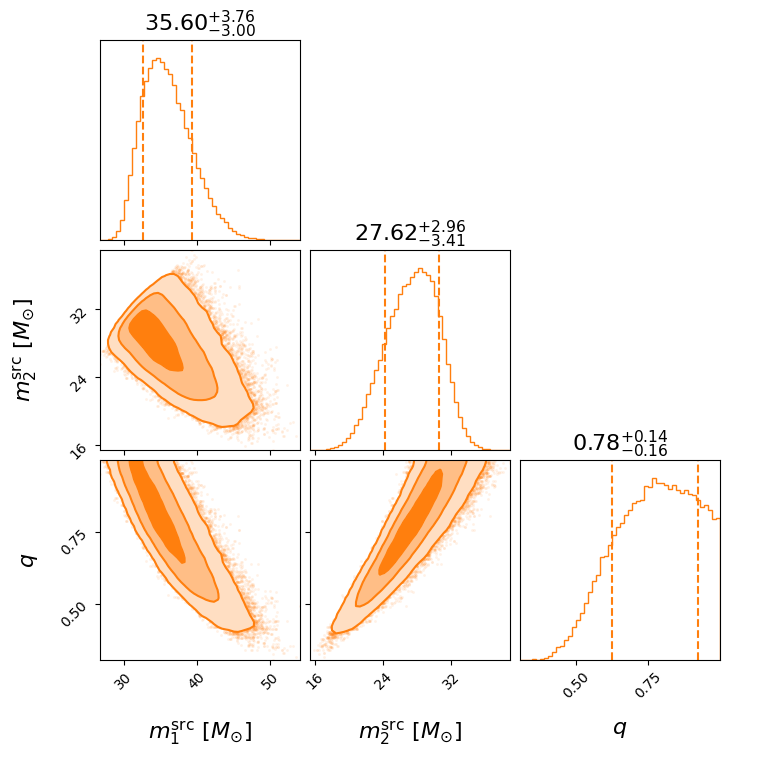 35.60^{+3.76}_{-3.00}
27.62^{+2.96}_{-3.41}
m_2^{src} [M_⊙]
32
24
16
0.78^{+0.14}_{-0.16}
q
0.75
0.50
30 40 50 16 24 32 0.50 0.75
m_1^{src} [M_⊙] m_2^{src} [M_⊙] q